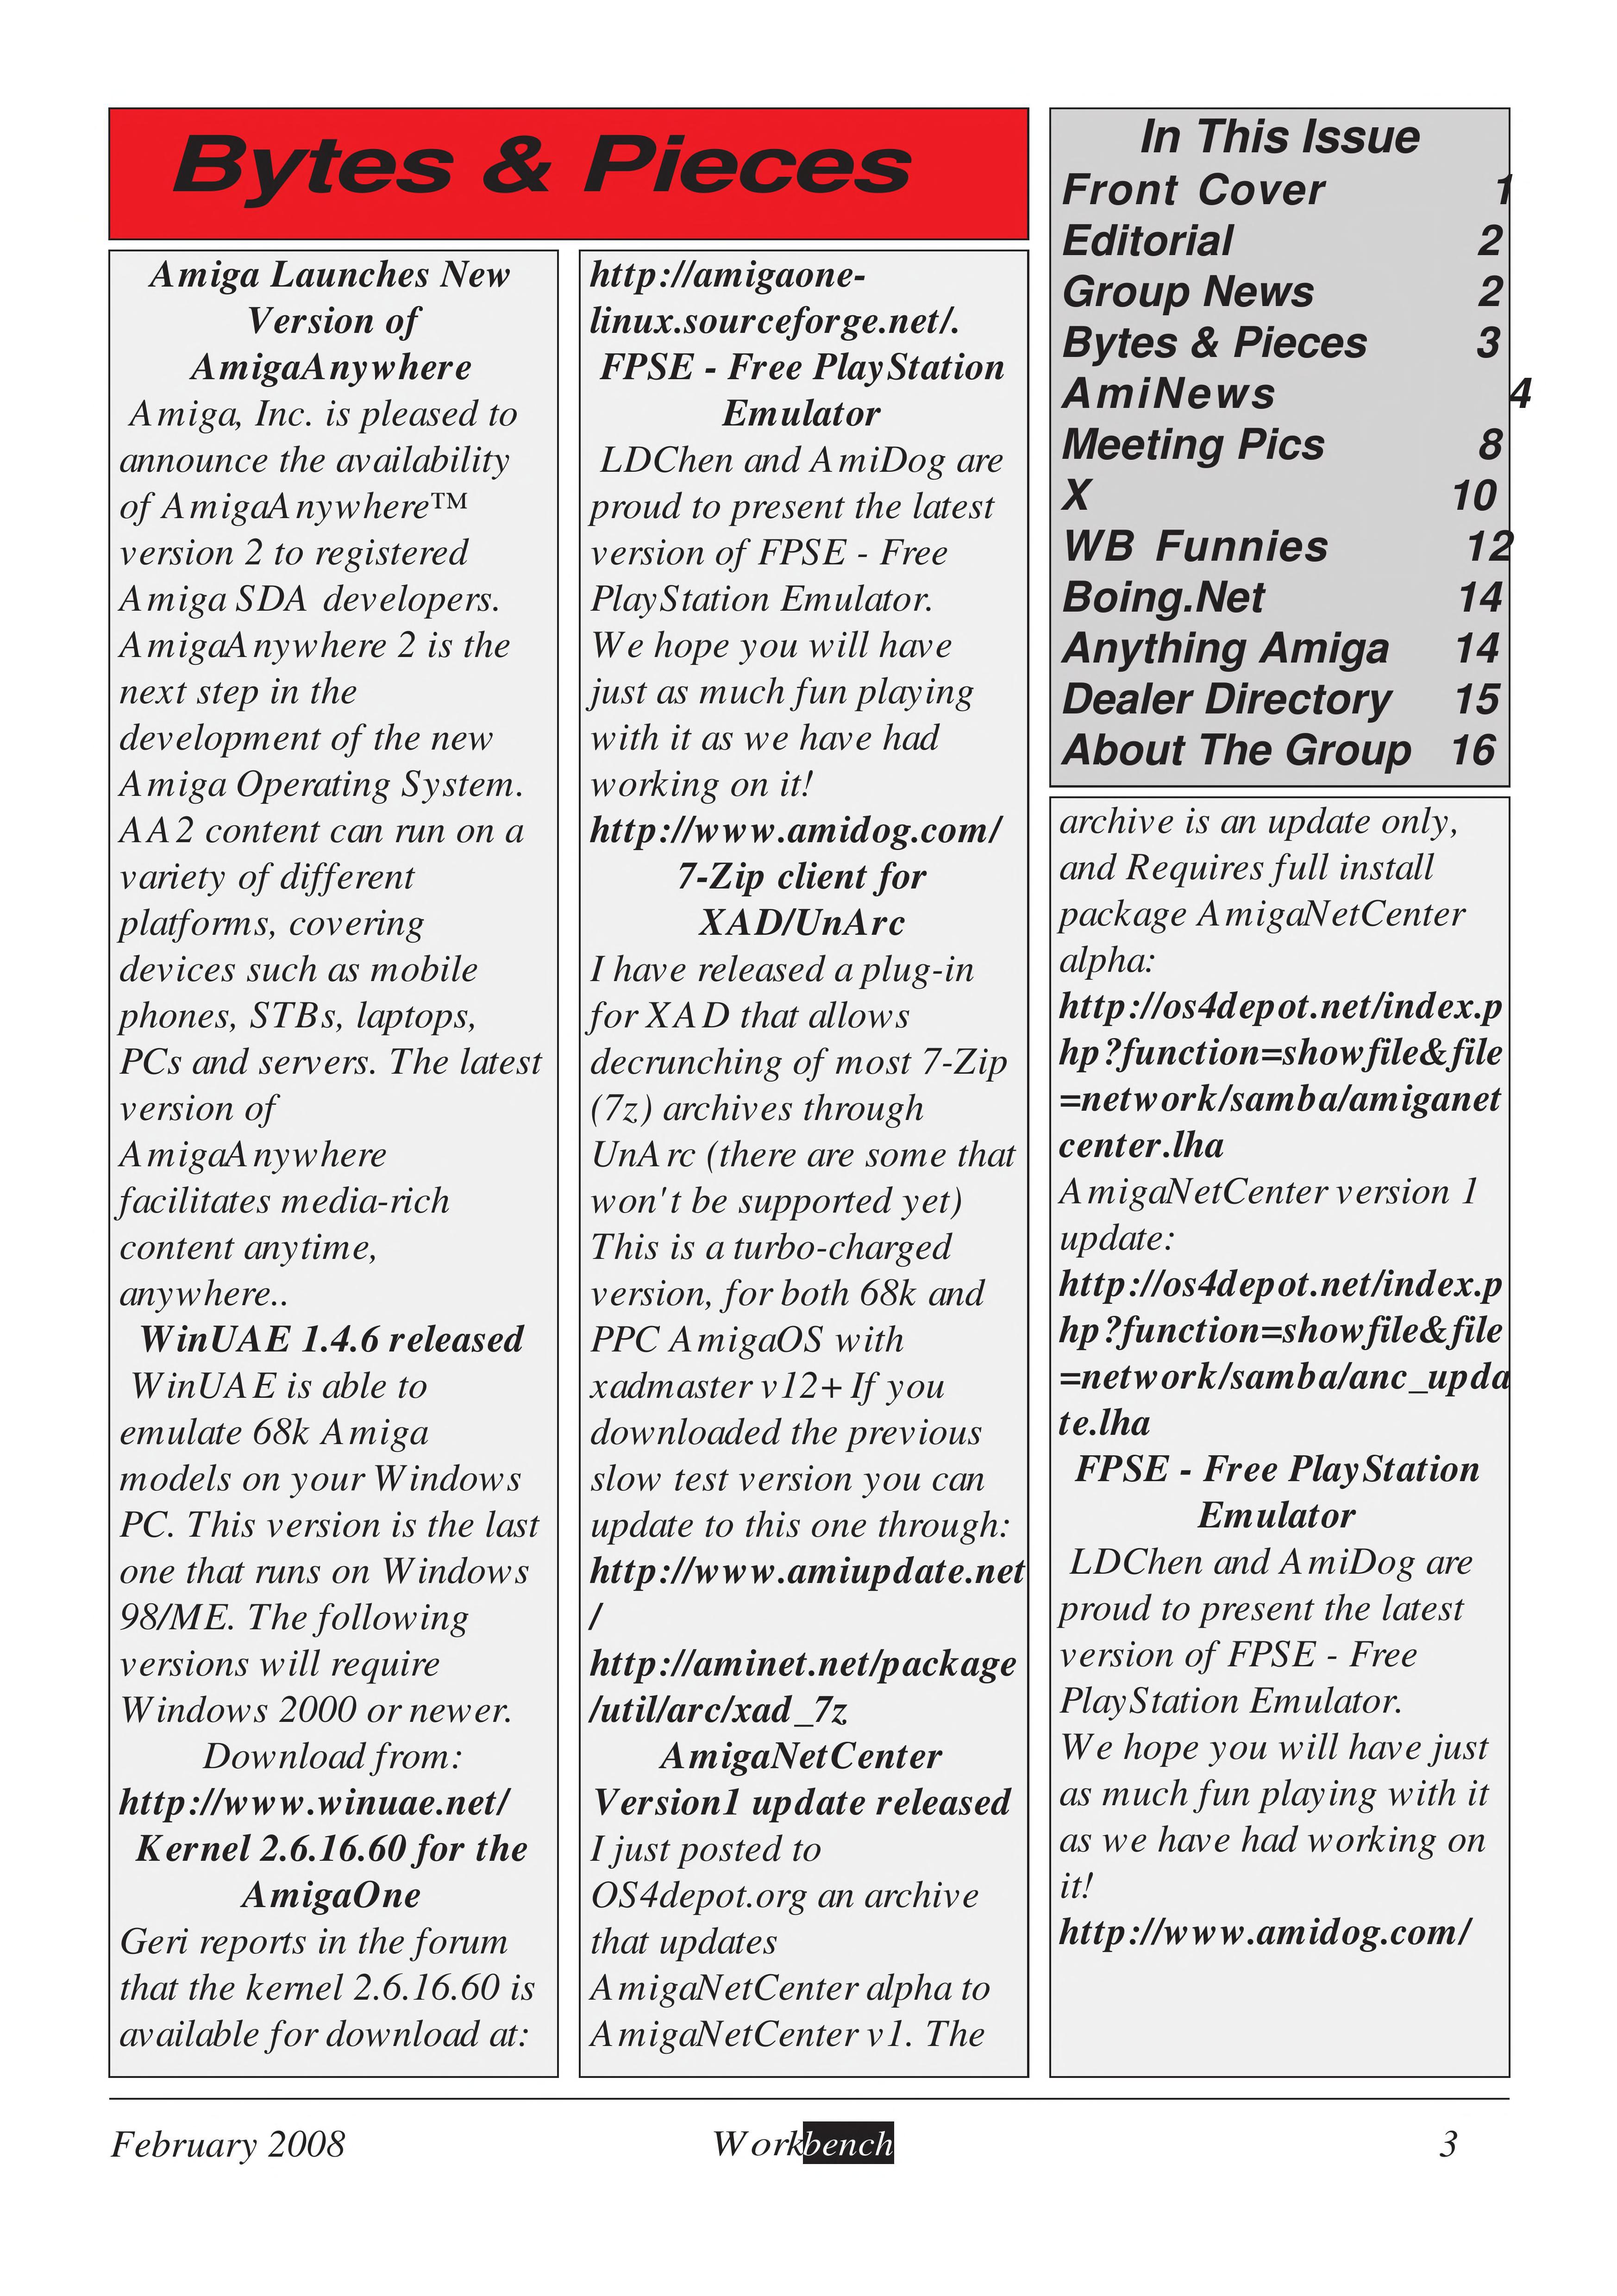 Bytes & Pieces
Amiga Launches New
Version of
AmigaAnywhere
Amiga, Inc. is pleased to
announce the availability
of AmigaAnywhere™
version 2 to registered
Amiga SDA developers.
AmigaAnywhere 2 is the
next step in the
development of the new
Amiga Operating System.
AA2 content can run on a
variety of different
platforms, covering
devices such as mobile
phones, STBs, laptops,
PCs and servers. The latest
version of
AmigaAnywhere
facilitates media-rich
content anytime,
anywhere..
WinUAE 1.4.6 released
WinUAE is able to
emulate 68k Amiga
models on your Windows
PC. This version is the last
one that runs on Windows
98/ME. The following
versions will require
Windows 2000 or newer.
Download from:
http://www.winuae.net/
Kernel 2.6.16.60 for the
AmigaOne
Geri reports in the forum
that the kernel 2.6.16.60 is
available for download at:
http://amigaone-
linux.sourceforge.net/.
FPSE - Free PlayStation
Emulator
LDChen and AmiDog are
proud to present the latest
version of FPSE - Free
PlayStation Emulator.
We hope you will have
just as much fun playing
with it as we have had
working on it!
http://www.amidog.com/
7-Zip client for
XAD/UnArc
I have released a plug-in
for XAD that allows
decrunching of most 7-Zip
(7z) archives through
UnArc (there are some that
won't be supported yet)
This is a turbo-charged
version, for both 68k and
PPC AmigaOS with
xadmaster v12+ If you
downloaded the previous
slow test version you can
update to this one through:
http://www.amiupdate.net
/
http://aminet.net/package
/util/arc/xad_7z
AmigaNetCenter
Version1 update released
I just posted to
OS4depot.org an archive
that updates
AmigaNetCenter alpha to
AmigaNetCenter v1. The
In This Issue
Front Cover 1
Editorial 2
Group News 2
Bytes & Pieces 3
AmiNews 4
Meeting Pics 8
X 10
WB Funnies 12
Boing.Net 14
Anything Amiga 14
Dealer Directory 15
About The Group 16
archive is an update only,
and Requires full install
package AmigaNetCenter
alpha:
http://os4depot.net/index.p
hp?function=showfile&file
=network/samba/amiganet
center.lha
AmigaNetCenter version 1
update:
http://os4depot.net/index.p
hp?function=showfile&file
=network/samba/anc_upda
te.lha
FPSE - Free PlayStation
Emulator
LDChen and AmiDog are
proud to present the latest
version of FPSE - Free
PlayStation Emulator.
We hope you will have just
as much fun playing with it
as we have had working on
it!
http://www.amidog.com/
February 2008 Workbench 3